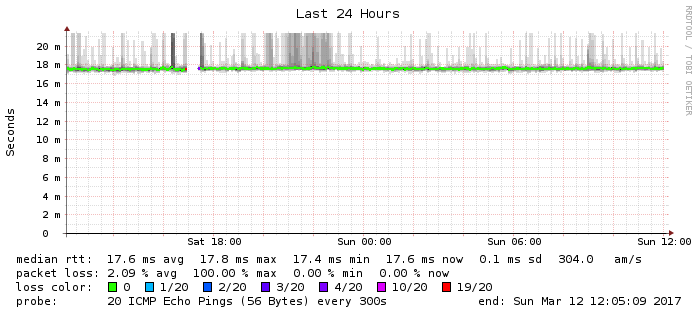 Last 24 Hours
RRDTOOL / TOBI OETIKER
Seconds
20 m
18 m
16 m
14 m
12 m
10 m
8 m
6 m
4 m
2 m
0
Sat 18:00 Sun 00:00 Sun 06:00 Sun 12:00
median rtt: 17.6 ms avg 17.8 ms max 17.4 ms min 17.6 ms now 0.1 ms sd 304.0 am/s
packet loss: 2.09 % avg 100.00 % max 0.00 % min 0.00 % now
loss color: 0 1/20 2/20 3/20 4/20 10/20 19/20
probe: 20 ICMP Echo Pings (56 Bytes) every 300s end: Sun Mar 12 12:05:09 2017